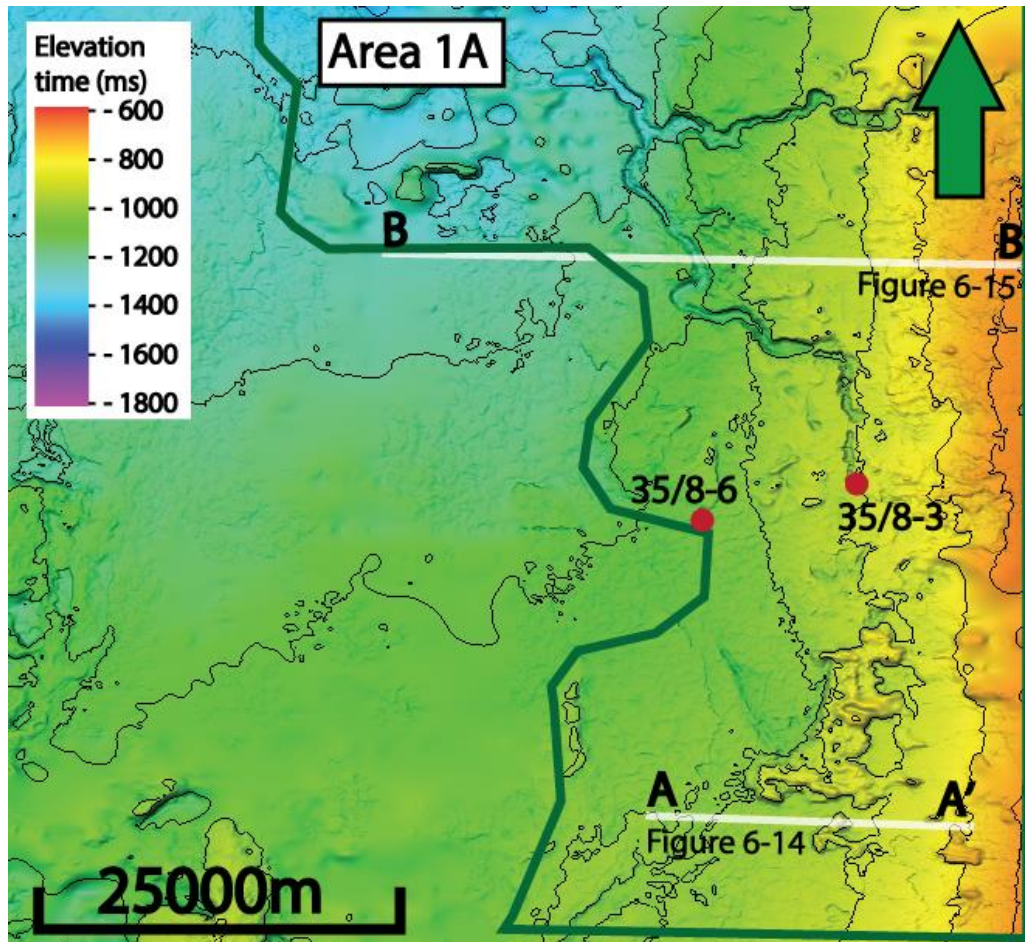 Elevation
time (ms)
- - 600
- - 800
- - 1000
- - 1200
- - 1400
- - 1600
- - 1800
Area 1A
B
B
Figure 6-15
35/8-6
35/8-3
A
A'
Figure 6-14
25000m